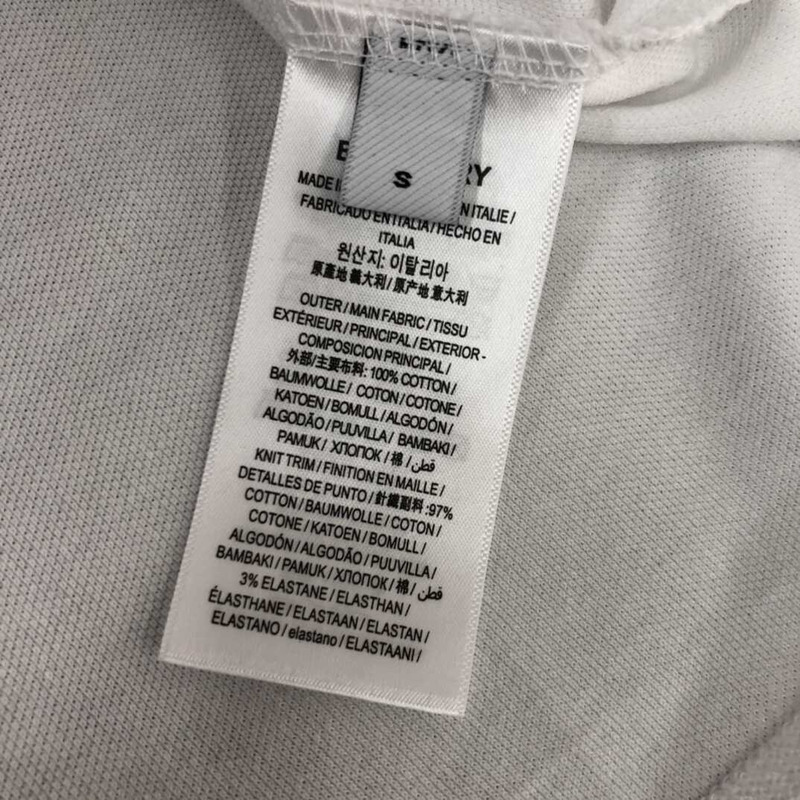 S
MADE
ITALIE /
FABRICADO EN ITALIA / HECHO EN
ITALIA
원산지: 이탈리아
原產地 義大利 / 原产地 意大利
OUTER / MAIN FABRIC / TISSU
EXTÉRIEUR / PRINCIPAL / EXTERIOR -
COMPOSICION PRINCIPAL /
外部/主要布料: 100% COTTON /
BAUMWOLLE / COTON / COTONE /
KATOEN / BOMULL / ALGODÓN /
ALGODÃO / PUUVILLA / BAMBAKI /
PAMUK / ХЛОПОК / 棉 / قطن /
KNIT TRIM / FINITION EN MAILLE /
DETALLES DE PUNTO / 針織副料 :97%
COTTON / BAUMWOLLE / COTON /
COTONE / KATOEN / BOMULL /
ALGODÓN / ALGODÃO / PUUVILLA /
BAMBAKI / PAMUK / ХЛОПОК / 棉 / قطن /
3% ELASTANE / ELASTHAN /
ÉLASTHANE / ELASTAAN / ELASTAN /
ELASTANO / elastano / ELASTAANI /